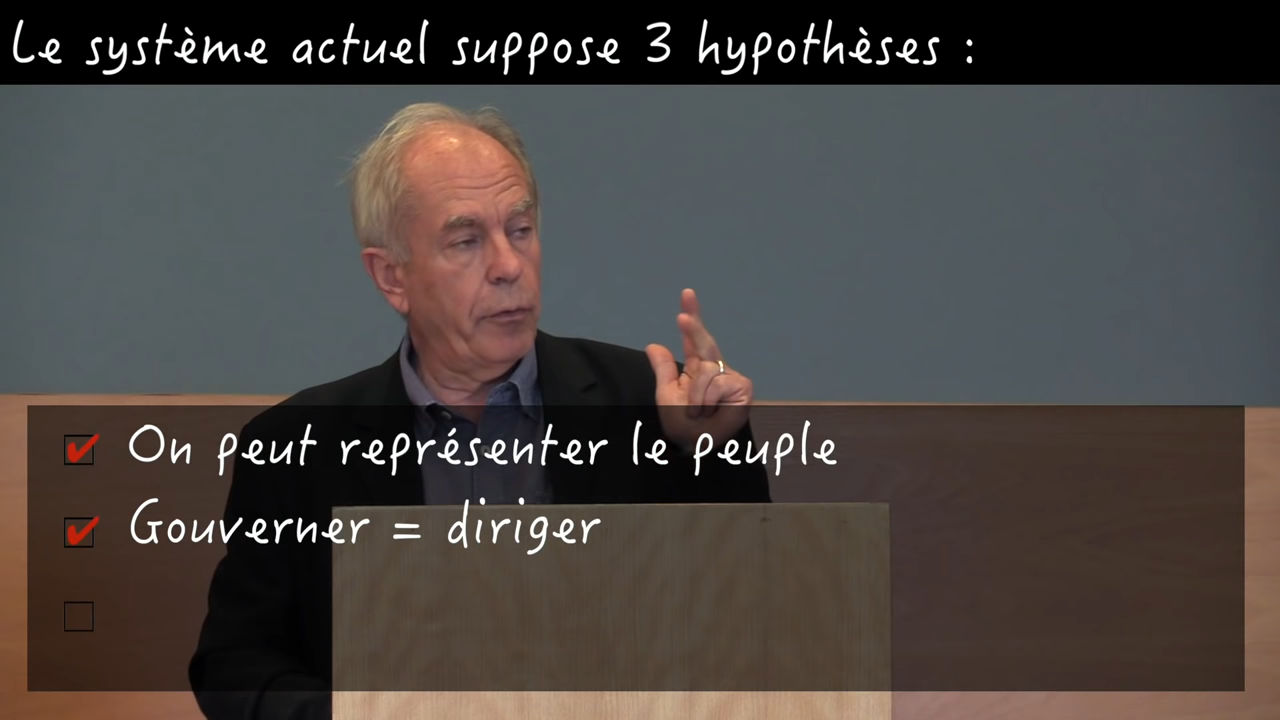 Le système actuel suppose 3 hypothèses :
On peut représenter le peuple
Gouverner = diriger